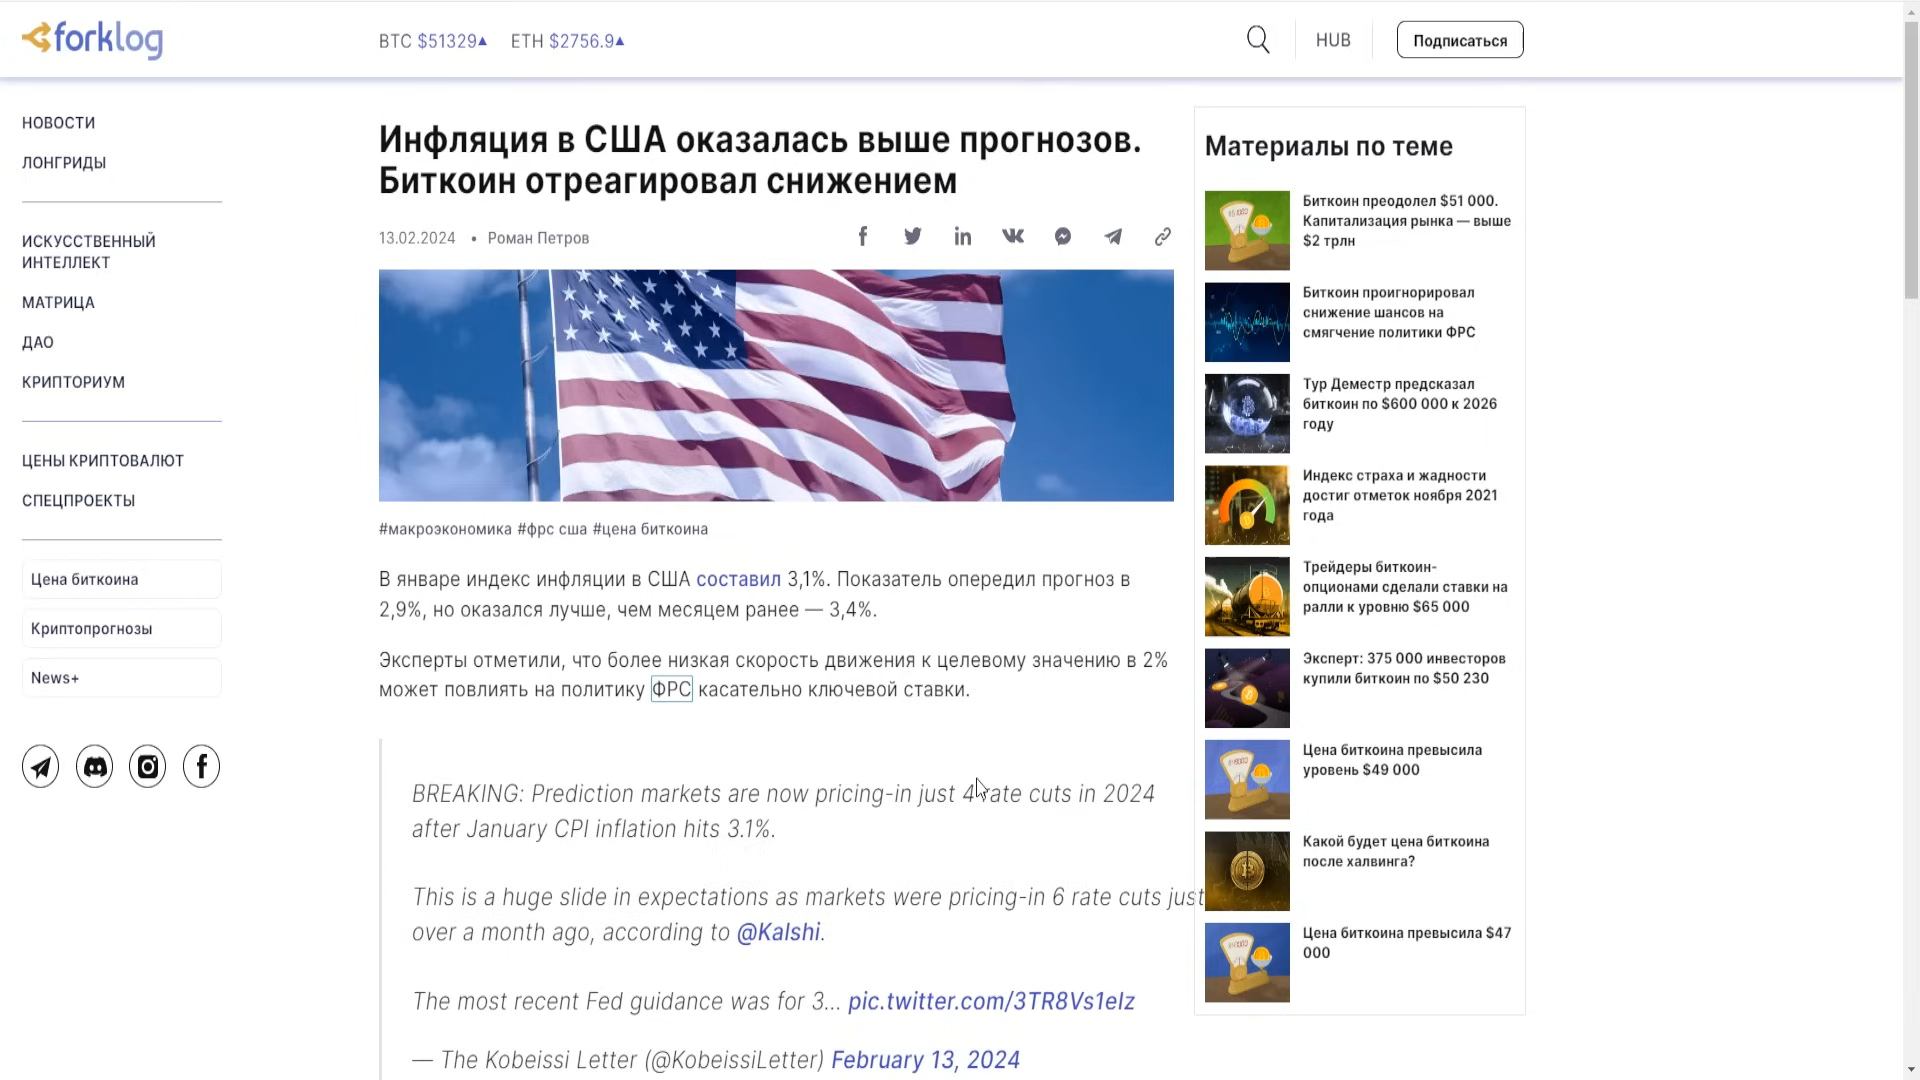 forklog
BTC $51329▲ ETH $2756.9▲
HUB
Подписаться
НОВОСТИ
ЛОНГРИДЫ
ИСКУССТВЕННЫЙ
ИНТЕЛЛЕКТ
МАТРИЦА
ДАО
КРИПТОРИУМ
ЦЕНЫ КРИПТОВАЛЮТ
СПЕЦПРОЕКТЫ
Цена биткоина
Криптопрогнозы
News+
Инфляция в США оказалась выше прогнозов.
Биткоин отреагировал снижением
13.02.2024 • Роман Петров
#макроэкономика #фрс сша #цена биткоина
В январе индекс инфляции в США составил 3,1%. Показатель опередил прогноз в
2,9%, но оказался лучше, чем месяцем ранее — 3,4%.
Эксперты отметили, что более низкая скорость движения к целевому значению в 2%
может повлиять на политику ФРС касательно ключевой ставки.
BREAKING: Prediction markets are now pricing-in just 4 rate cuts in 2024
after January CPI inflation hits 3.1%.
This is a huge slide in expectations as markets were pricing-in 6 rate cuts just
over a month ago, according to @Kalshi.
The most recent Fed guidance was for 3... pic.twitter.com/3TR8Vs1eIz
— The Kobeissi Letter (@KobeissiLetter) February 13, 2024
Материалы по теме
Биткоин преодолел $51 000.
Капитализация рынка — выше
$2 трлн
Биткоин проигнорировал
снижение шансов на
смягчение политики ФРС
Тур Деместр предсказал
биткоин по $600 000 к 2026
году
Индекс страха и жадности
достиг отметок ноября 2021
года
Трейдеры биткоин-
опционами сделали ставки на
ралли к уровню $65 000
Эксперт: 375 000 инвесторов
купили биткоин по $50 230
Цена биткоина превысила
уровень $49 000
Какой будет цена биткоина
после халвинга?
Цена биткоина превысила $47
000